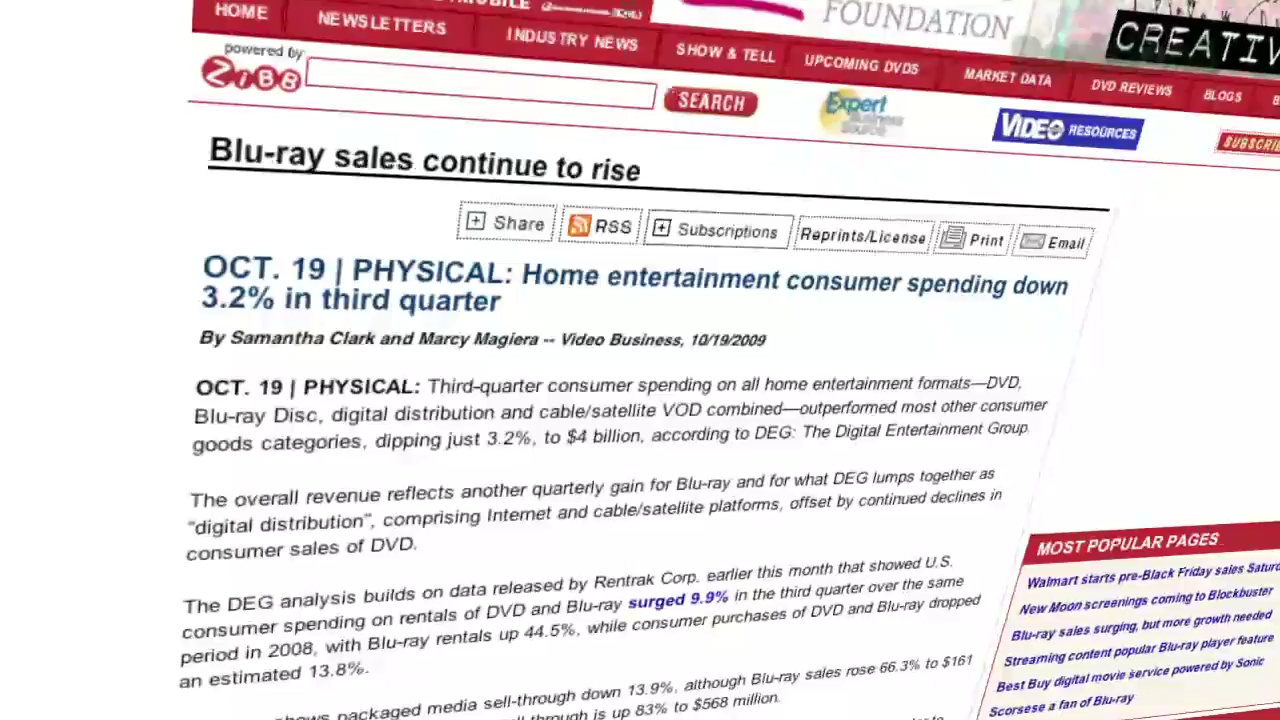 FOUNDATION
CREATIV
HOME
NEWSLETTERS
INDUSTRY NEWS
SHOW & TELL
UPCOMING DVDS
MARKET DATA
DVD REVIEWS
BLOGS
powered by
ZiBB
SEARCH
Expert
VIDEO RESOURCES
SUBSCRIBE
Blu-ray sales continue to rise
Share
RSS
Subscriptions
Reprints/License
Print
Email
OCT. 19 | PHYSICAL: Home entertainment consumer spending down
3.2% in third quarter
By Samantha Clark and Marcy Magiera -- Video Business, 10/19/2009
OCT. 19 | PHYSICAL: Third-quarter consumer spending on all home entertainment formats—DVD,
Blu-ray Disc, digital distribution and cable/satellite VOD combined—outperformed most other consumer
goods categories, dipping just 3.2%, to $4 billion, according to DEG: The Digital Entertainment Group.
The overall revenue reflects another quarterly gain for Blu-ray and for what DEG lumps together as
“digital distribution”, comprising Internet and cable/satellite platforms, offset by continued declines in
consumer sales of DVD.
The DEG analysis builds on data released by Rentrak Corp. earlier this month that showed U.S.
consumer spending on rentals of DVD and Blu-ray surged 9.9% in the third quarter over the same
period in 2008, with Blu-ray rentals up 44.5%, while consumer purchases of DVD and Blu-ray dropped
an estimated 13.8%.
packaged media sell-through down 13.9%, although Blu-ray sales rose 66.3% to $161
is up 83% to $568 million.
MOST POPULAR PAGES
Walmart starts pre-Black Friday sales Satur
New Moon screenings coming to Blockbuster
Blu-ray sales surging, but more growth needed
Streaming content popular Blu-ray player feature
Best Buy digital movie service powered by Sonic
Scorsese a fan of Blu-ray